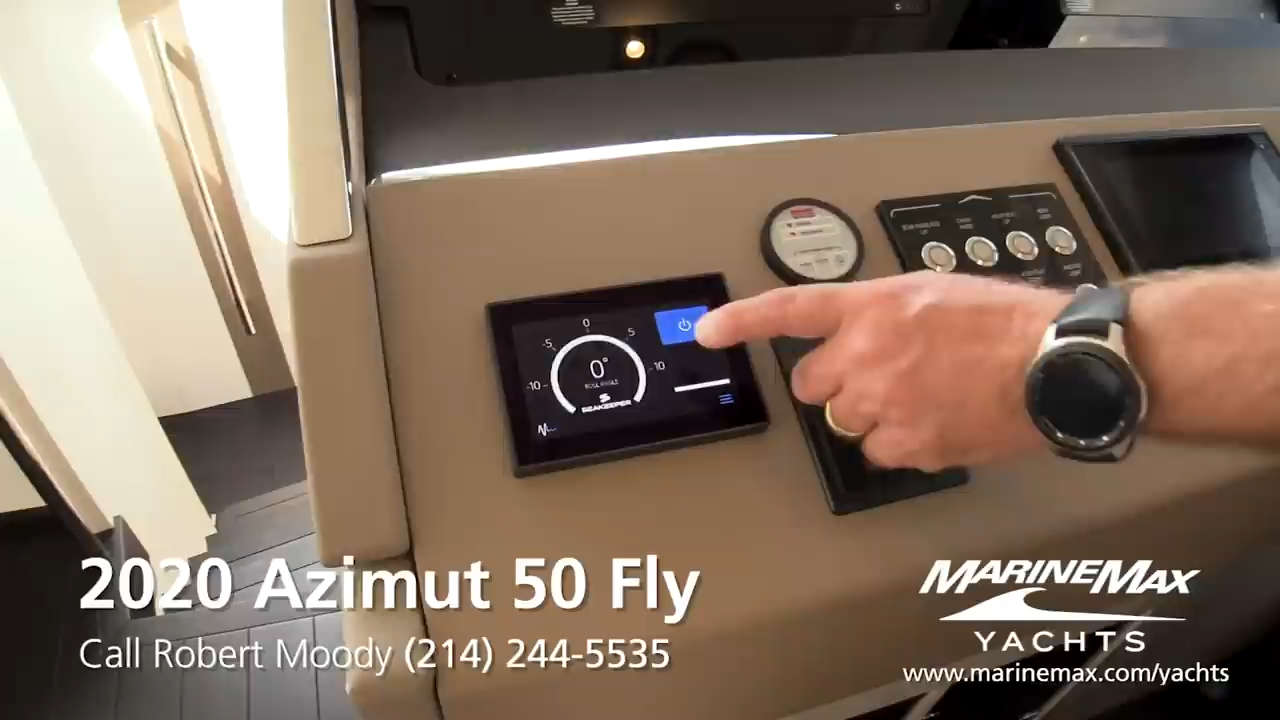 0
-5
5
-10
10
0°
ROLL ANGLE
SEAKEEPER
2020 Azimut 50 Fly
Call Robert Moody (214) 244-5535
MARINEMAX
YACHTS
www.marinemax.com/yachts